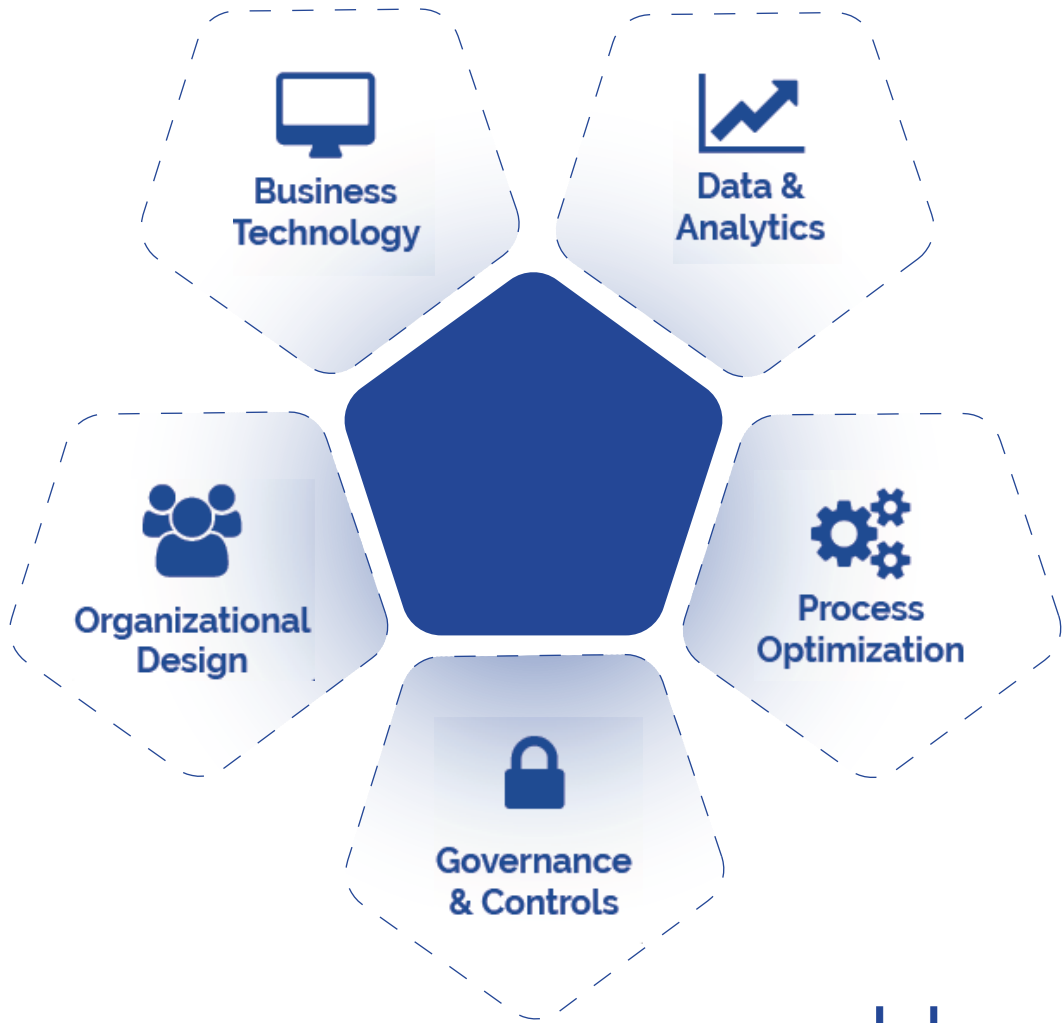 Business
Technology
Data &
Analytics
Organizational
Design
Process
Optimization
Governance
& Controls